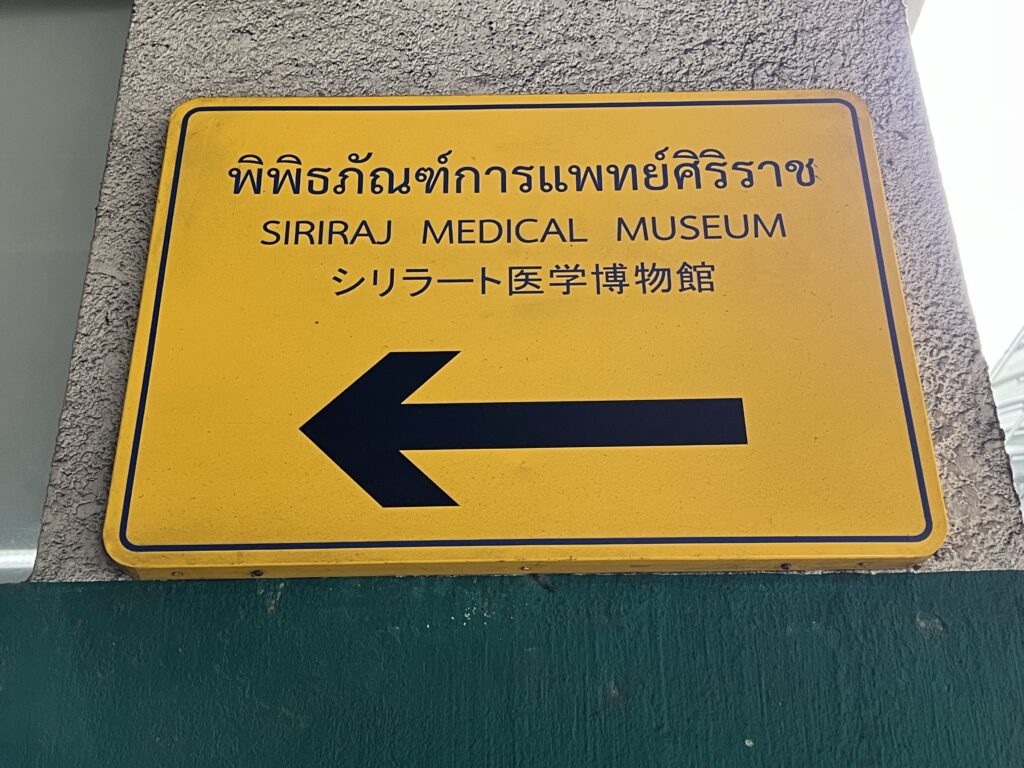 พิพิธภัณฑ์การแพทย์ศิริราช
SIRIRAJ MEDICAL MUSEUM
シリラート医学博物館